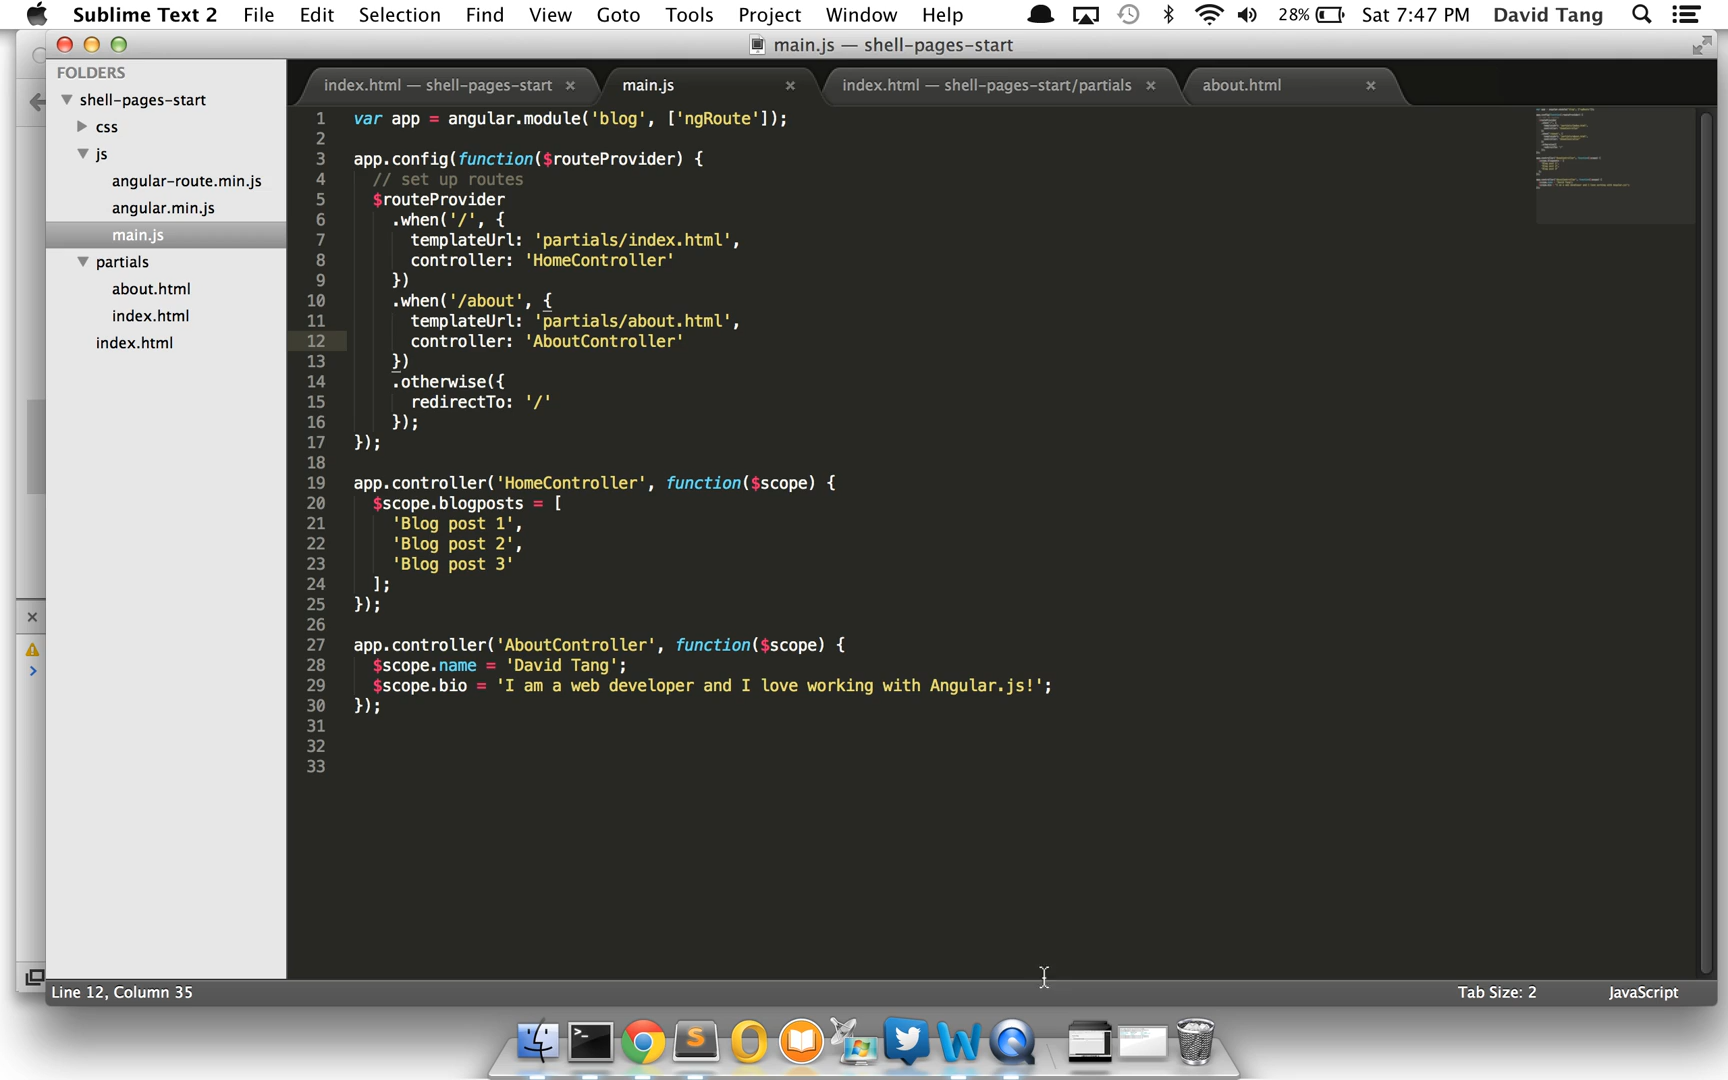 Sublime Text 2 File Edit Selection Find View Goto Tools Project Window Help 28% Sat 7:47 PM David Tang
main.js — shell-pages-start
FOLDERS
shell-pages-start
css
js
angular-route.min.js
angular.min.js
main.js
partials
about.html
index.html
index.html
index.html — shell-pages-start × main.js × index.html — shell-pages-start/partials × about.html ×
1 var app = angular.module('blog', ['ngRoute']);
2
3 app.config(function($routeProvider) {
4 // set up routes
5 $routeProvider
6 .when('/', {
7 templateUrl: 'partials/index.html',
8 controller: 'HomeController'
9 })
10 .when('/about', {
11 templateUrl: 'partials/about.html',
12 controller: 'AboutController'
13 })
14 .otherwise({
15 redirectTo: '/'
16 });
17 });
18
19 app.controller('HomeController', function($scope) {
20 $scope.blogposts = [
21 'Blog post 1',
22 'Blog post 2',
23 'Blog post 3'
24 ];
25 });
26
27 app.controller('AboutController', function($scope) {
28 $scope.name = 'David Tang';
29 $scope.bio = 'I am a web developer and I love working with Angular.js!';
30 });
31
32
33
Line 12, Column 35 Tab Size: 2 JavaScript